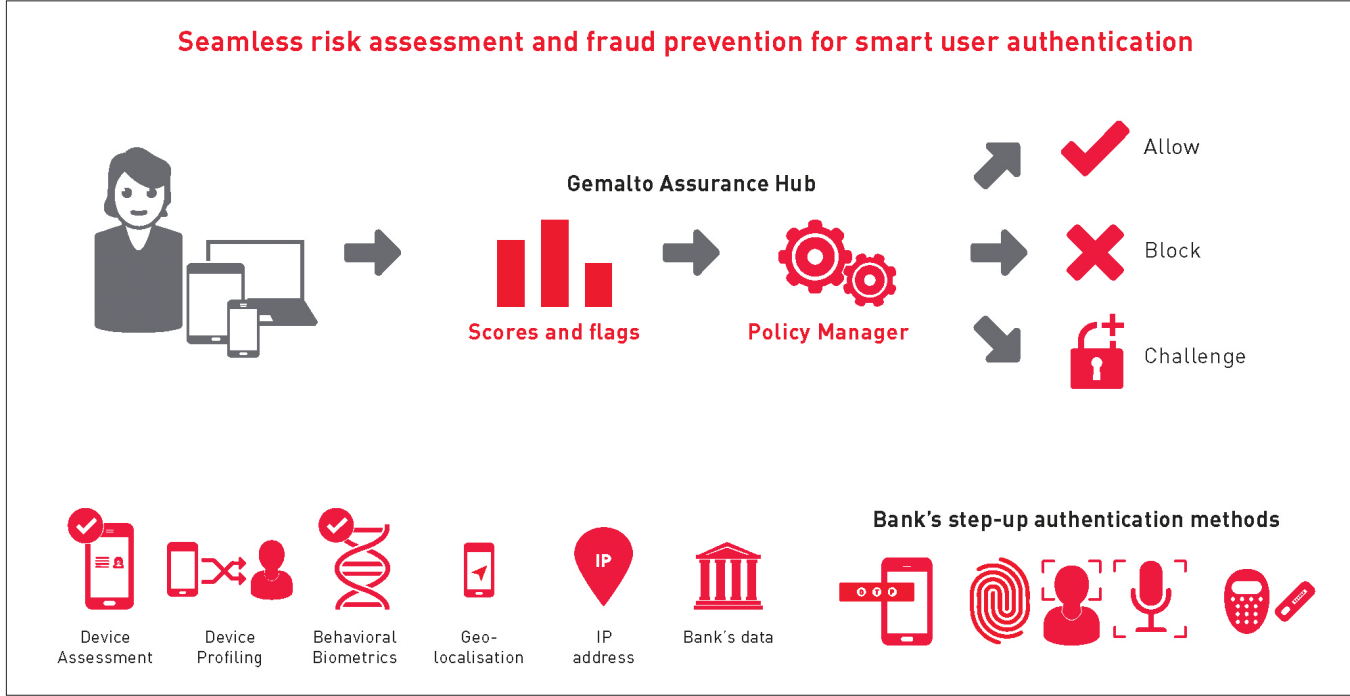 Seamless risk assessment and fraud prevention for smart user authentication
Gemalto Assurance Hub
Scores and flags
Policy Manager
Allow
Block
Challenge
Device
Assessment
Device
Profiling
Behavioral
Biometrics
Geo-
localisation
IP
IP
address
Bank's data
Bank's step-up authentication methods